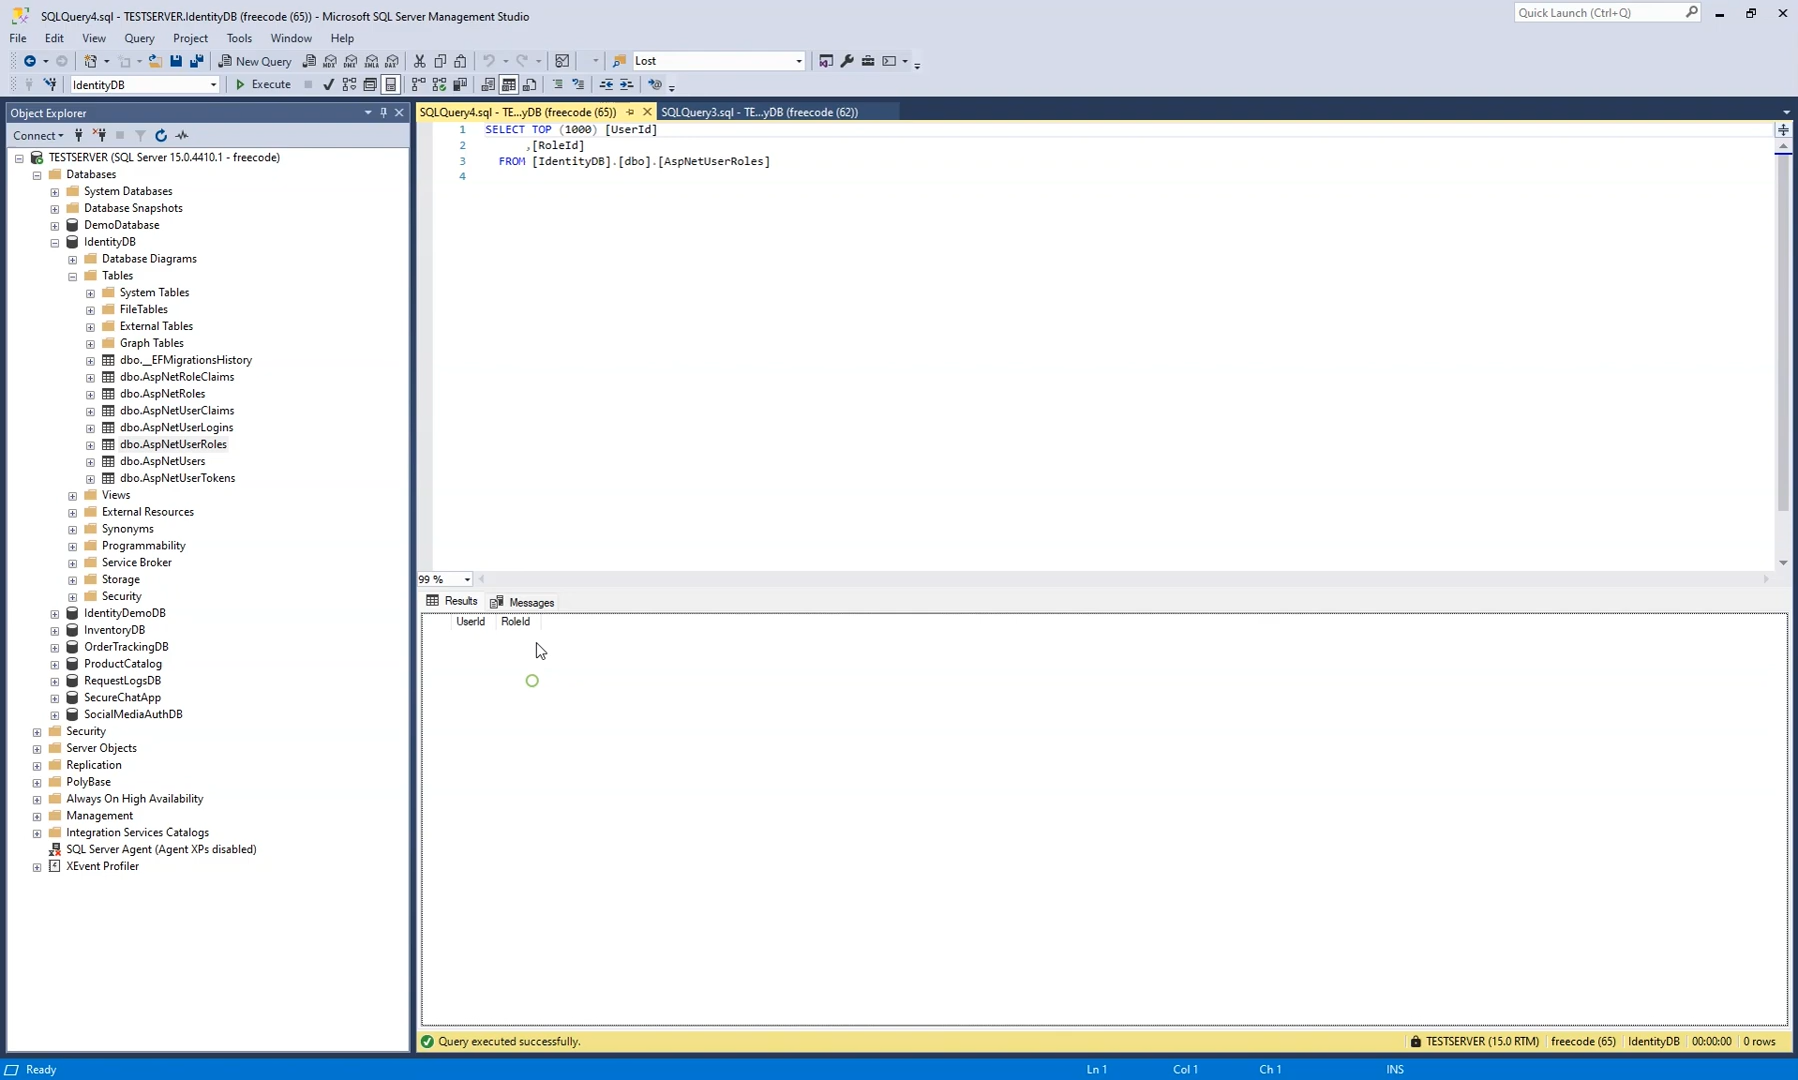 SQLQuery4.sql - TESTSERVER.IdentityDB (freecode (65)) - Microsoft SQL Server Management Studio
Quick Launch (Ctrl+Q)
File Edit View Query Project Tools Window Help
New Query
Lost
IdentityDB
Execute
Object Explorer
SQLQuery4.sql - TE...yDB (freecode (65))
SQLQuery3.sql - TE...yDB (freecode (62))
Connect
TESTSERVER (SQL Server 15.0.4410.1 - freecode)
Databases
System Databases
Database Snapshots
DemoDatabase
IdentityDB
Database Diagrams
Tables
System Tables
FileTables
External Tables
Graph Tables
dbo.__EFMigrationsHistory
dbo.AspNetRoleClaims
dbo.AspNetRoles
dbo.AspNetUserClaims
dbo.AspNetUserLogins
dbo.AspNetUserRoles
dbo.AspNetUsers
dbo.AspNetUserTokens
Views
External Resources
Synonyms
Programmability
Service Broker
Storage
Security
IdentityDemoDB
InventoryDB
OrderTrackingDB
ProductCatalog
RequestLogsDB
SecureChatApp
SocialMediaAuthDB
Security
Server Objects
Replication
PolyBase
Always On High Availability
Management
Integration Services Catalogs
SQL Server Agent (Agent XPs disabled)
XEvent Profiler
1 SELECT TOP (1000) [UserId]
2 ,[RoleId]
3 FROM [IdentityDB].[dbo].[AspNetUserRoles]
4
99 %
Results Messages
UserId RoleId
Query executed successfully.
TESTSERVER (15.0 RTM) freecode (65) IdentityDB 00:00:00 0 rows
Ready
Ln 1 Col 1 Ch 1 INS